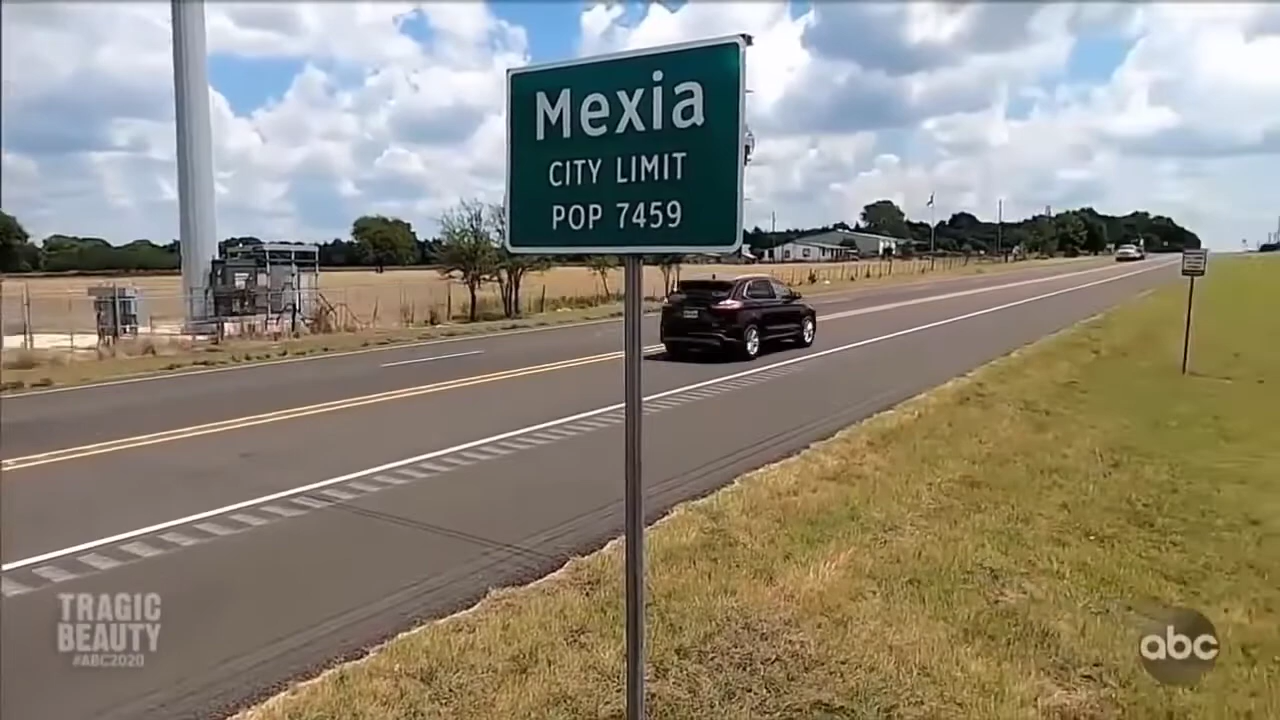 Mexia
CITY LIMIT
POP 7459
TRAGIC
BEAUTY
#ABC2020
abc